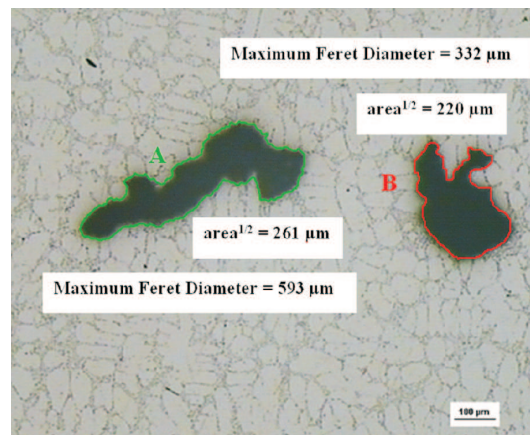 Maximum Feret Diameter = 332 µm
area¹/² = 220 µm
A
B
area¹/² = 261 µm
Maximum Feret Diameter = 593 µm
100 µm